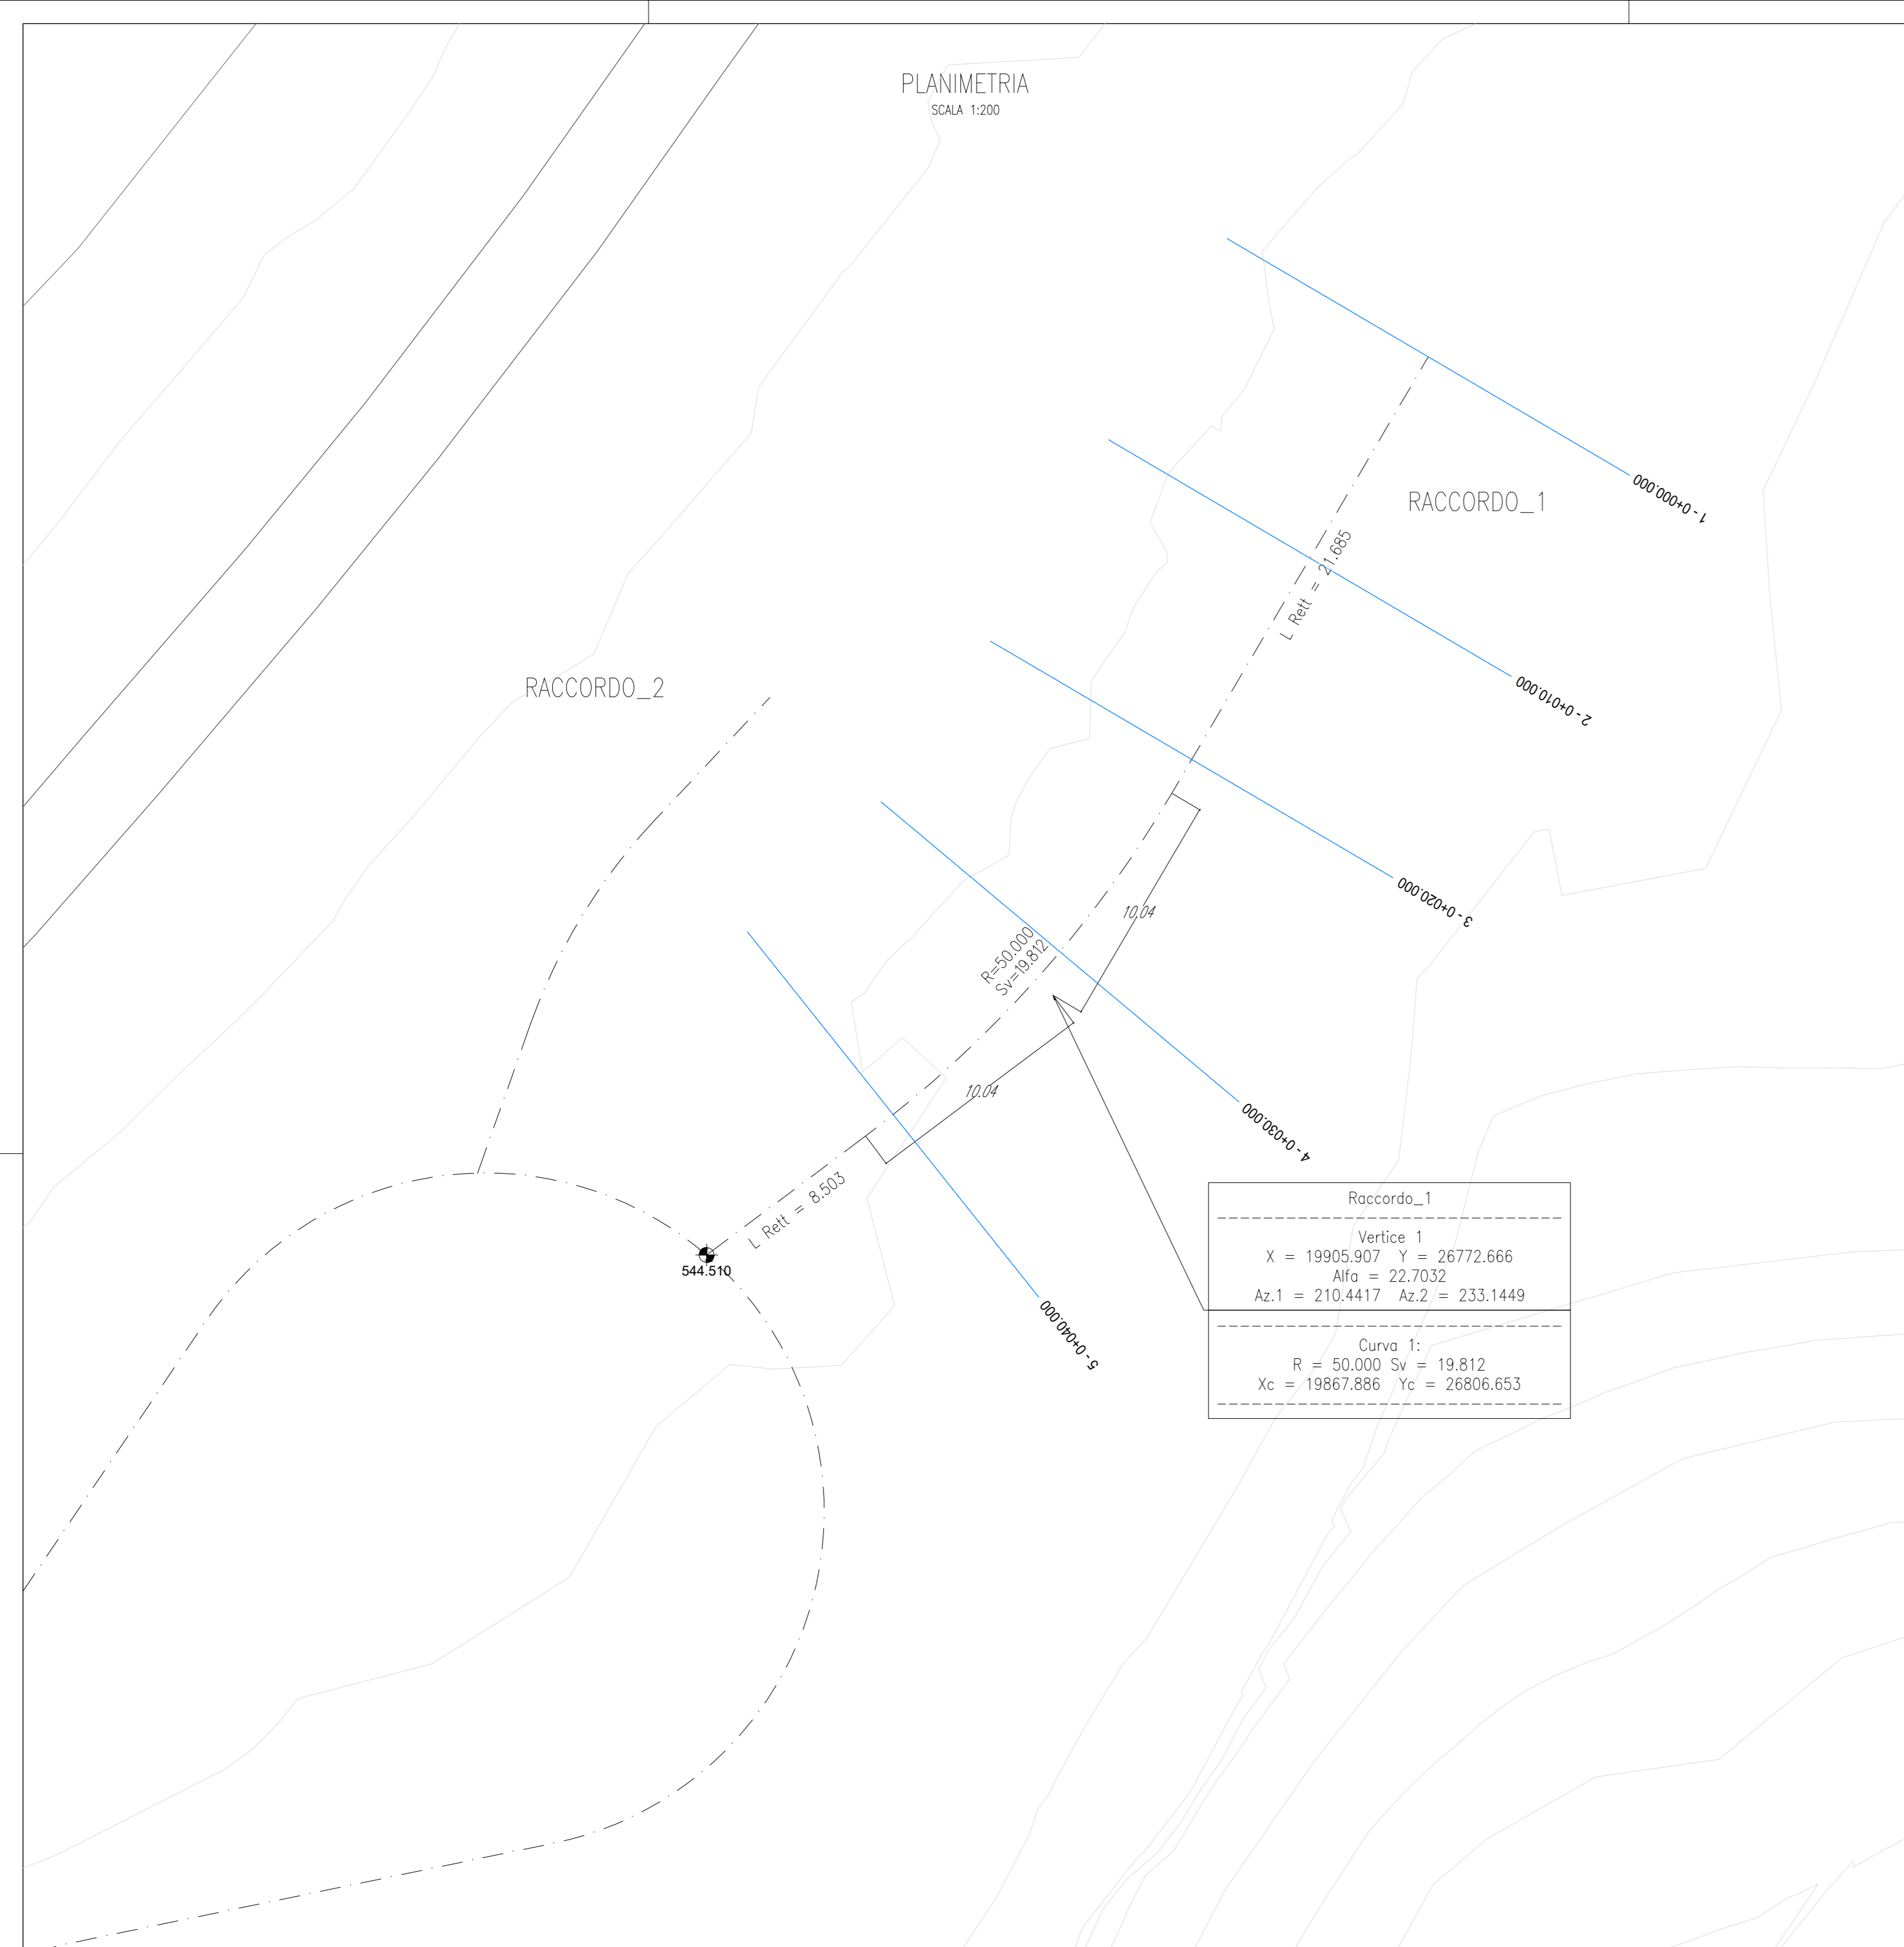 PLANIMETRIA
SCALA 1:200
RACCORDO_1
1 - 0+000.000
L Rett = 21.685
RACCORDO_2
2 - 0+010.000
3 - 0+020.000
10.04
R=50.000
Sv=19.812
10.04
4 - 0+030.000
L Rett = 8.503
544.510
5 - 0+040.000
Raccordo_1
Vertice 1
X = 19905.907 Y = 26772.666
Alfa = 22.7032
Az.1 = 210.4417 Az.2 = 233.1449
Curva 1:
R = 50.000 Sv = 19.812
Xc = 19867.886 Yc = 26806.653